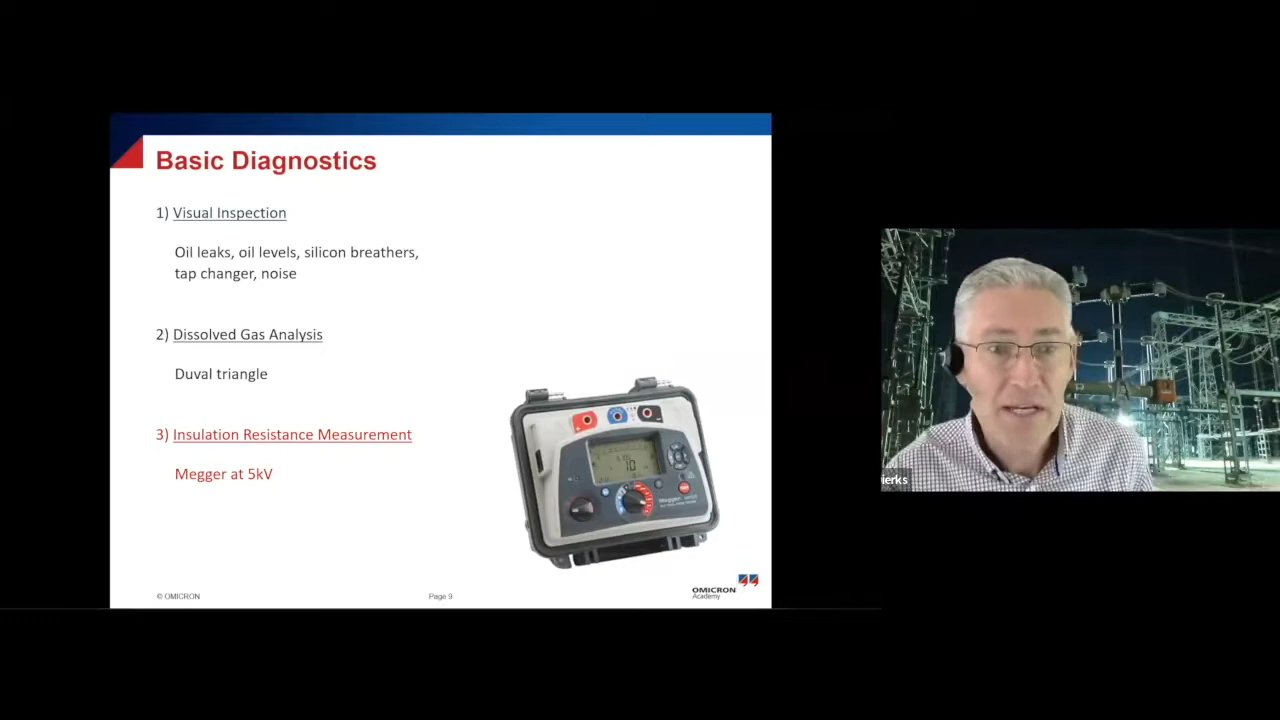 Basic Diagnostics
1) Visual Inspection
Oil leaks, oil levels, silicon breathers,
tap changer, noise
2) Dissolved Gas Analysis
Duval triangle
3) Insulation Resistance Measurement
Megger at 5kV
Megger
© OMICRON
Page 9
OMICRON
Academy
ierks